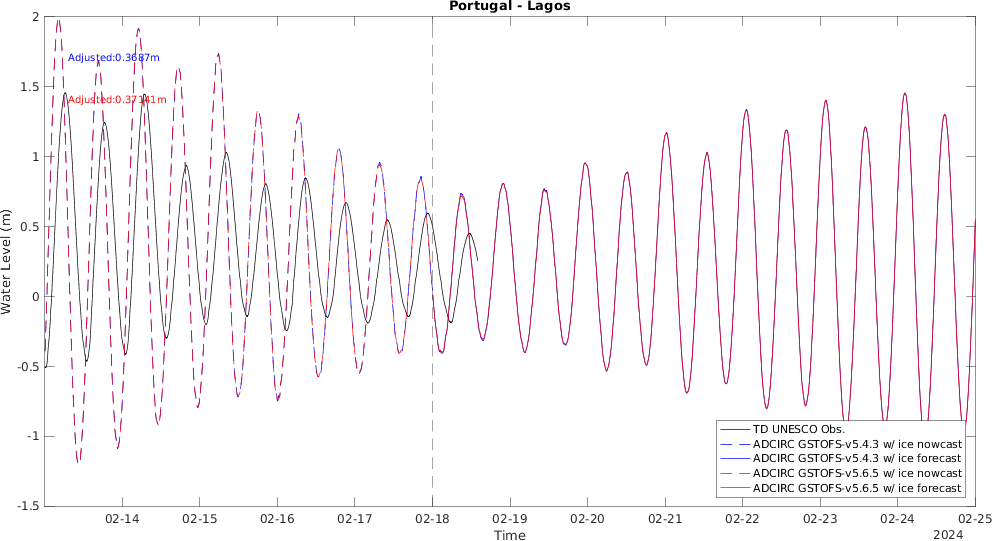 Portugal - Lagos
2
1.5
1
0.5
0
-0.5
-1
-1.5
Water Level (m)
Adjusted:0.3687m
Adjusted:0.37141m
TD UNESCO Obs.
ADCIRC GSTOFS-v5.4.3 w/ ice nowcast
ADCIRC GSTOFS-v5.4.3 w/ ice forecast
ADCIRC GSTOFS-v5.6.5 w/ ice nowcast
ADCIRC GSTOFS-v5.6.5 w/ ice forecast
02-14 02-15 02-16 02-17 02-18 02-19 02-20 02-21 02-22 02-23 02-24 02-25
Time
2024